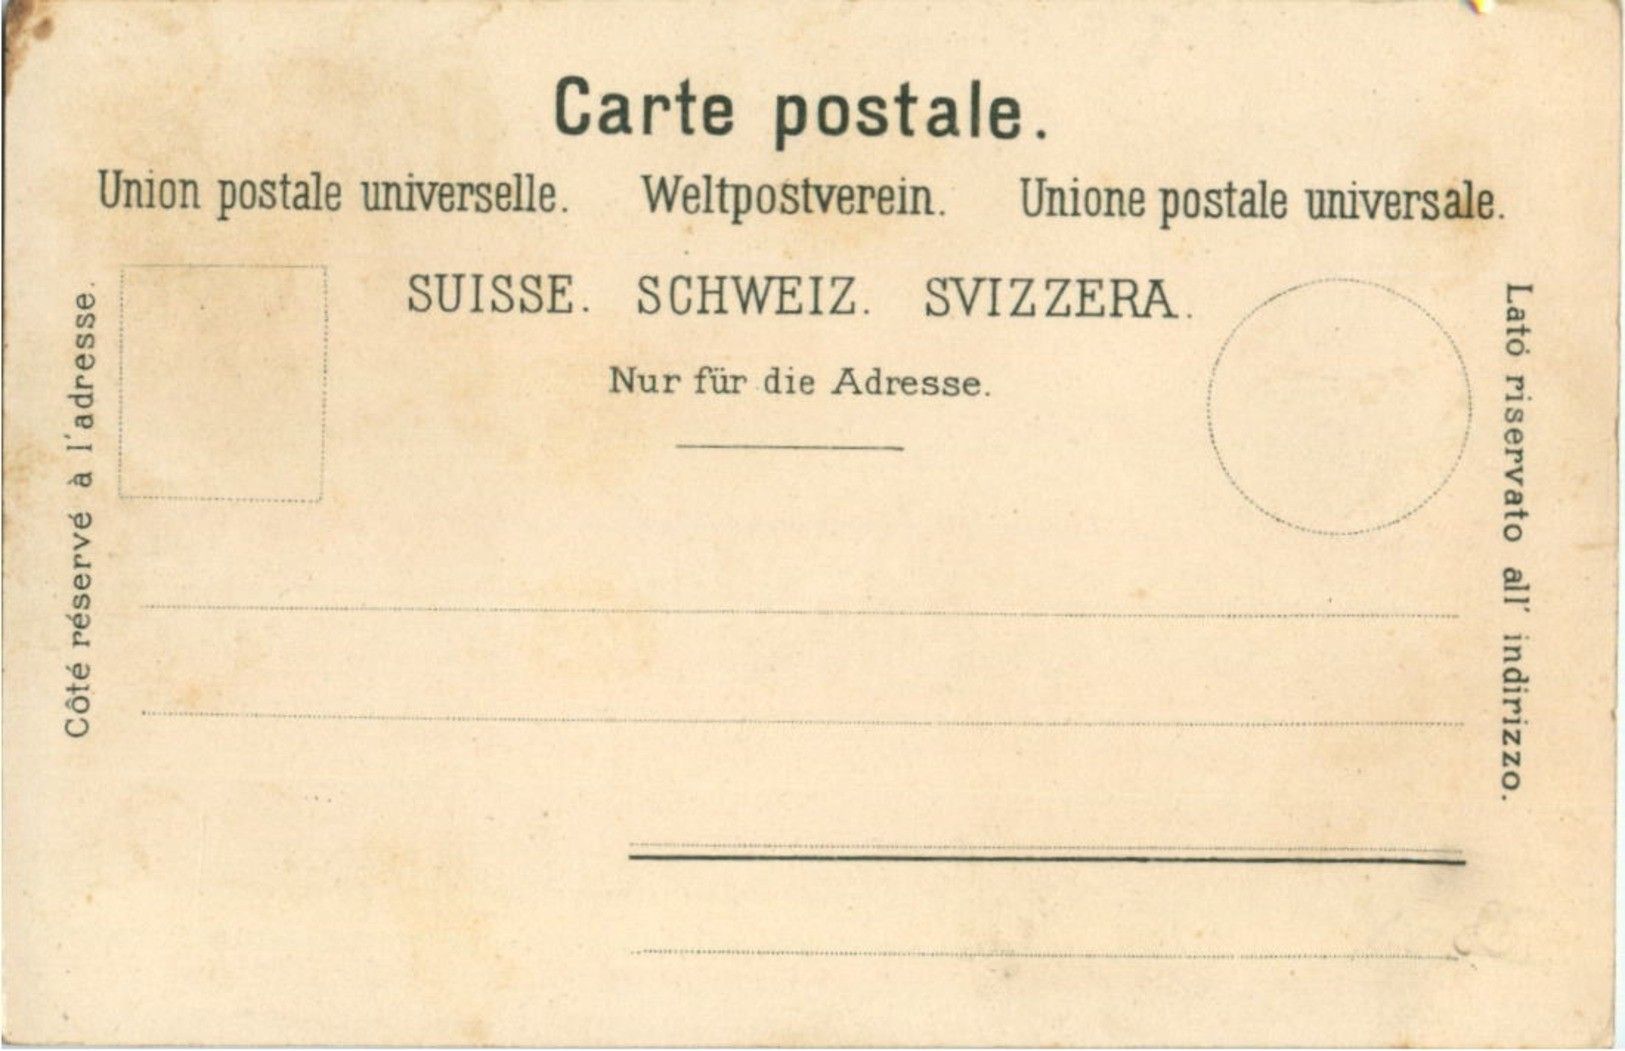 Carte postale.
Union postale universelle. Weltpostverein. Unione postale universale.
SUISSE. SCHWEIZ. SVIZZERA.
Nur für die Adresse.
Côté réservé à l'adresse.
Lato riservato all' indirizzo.